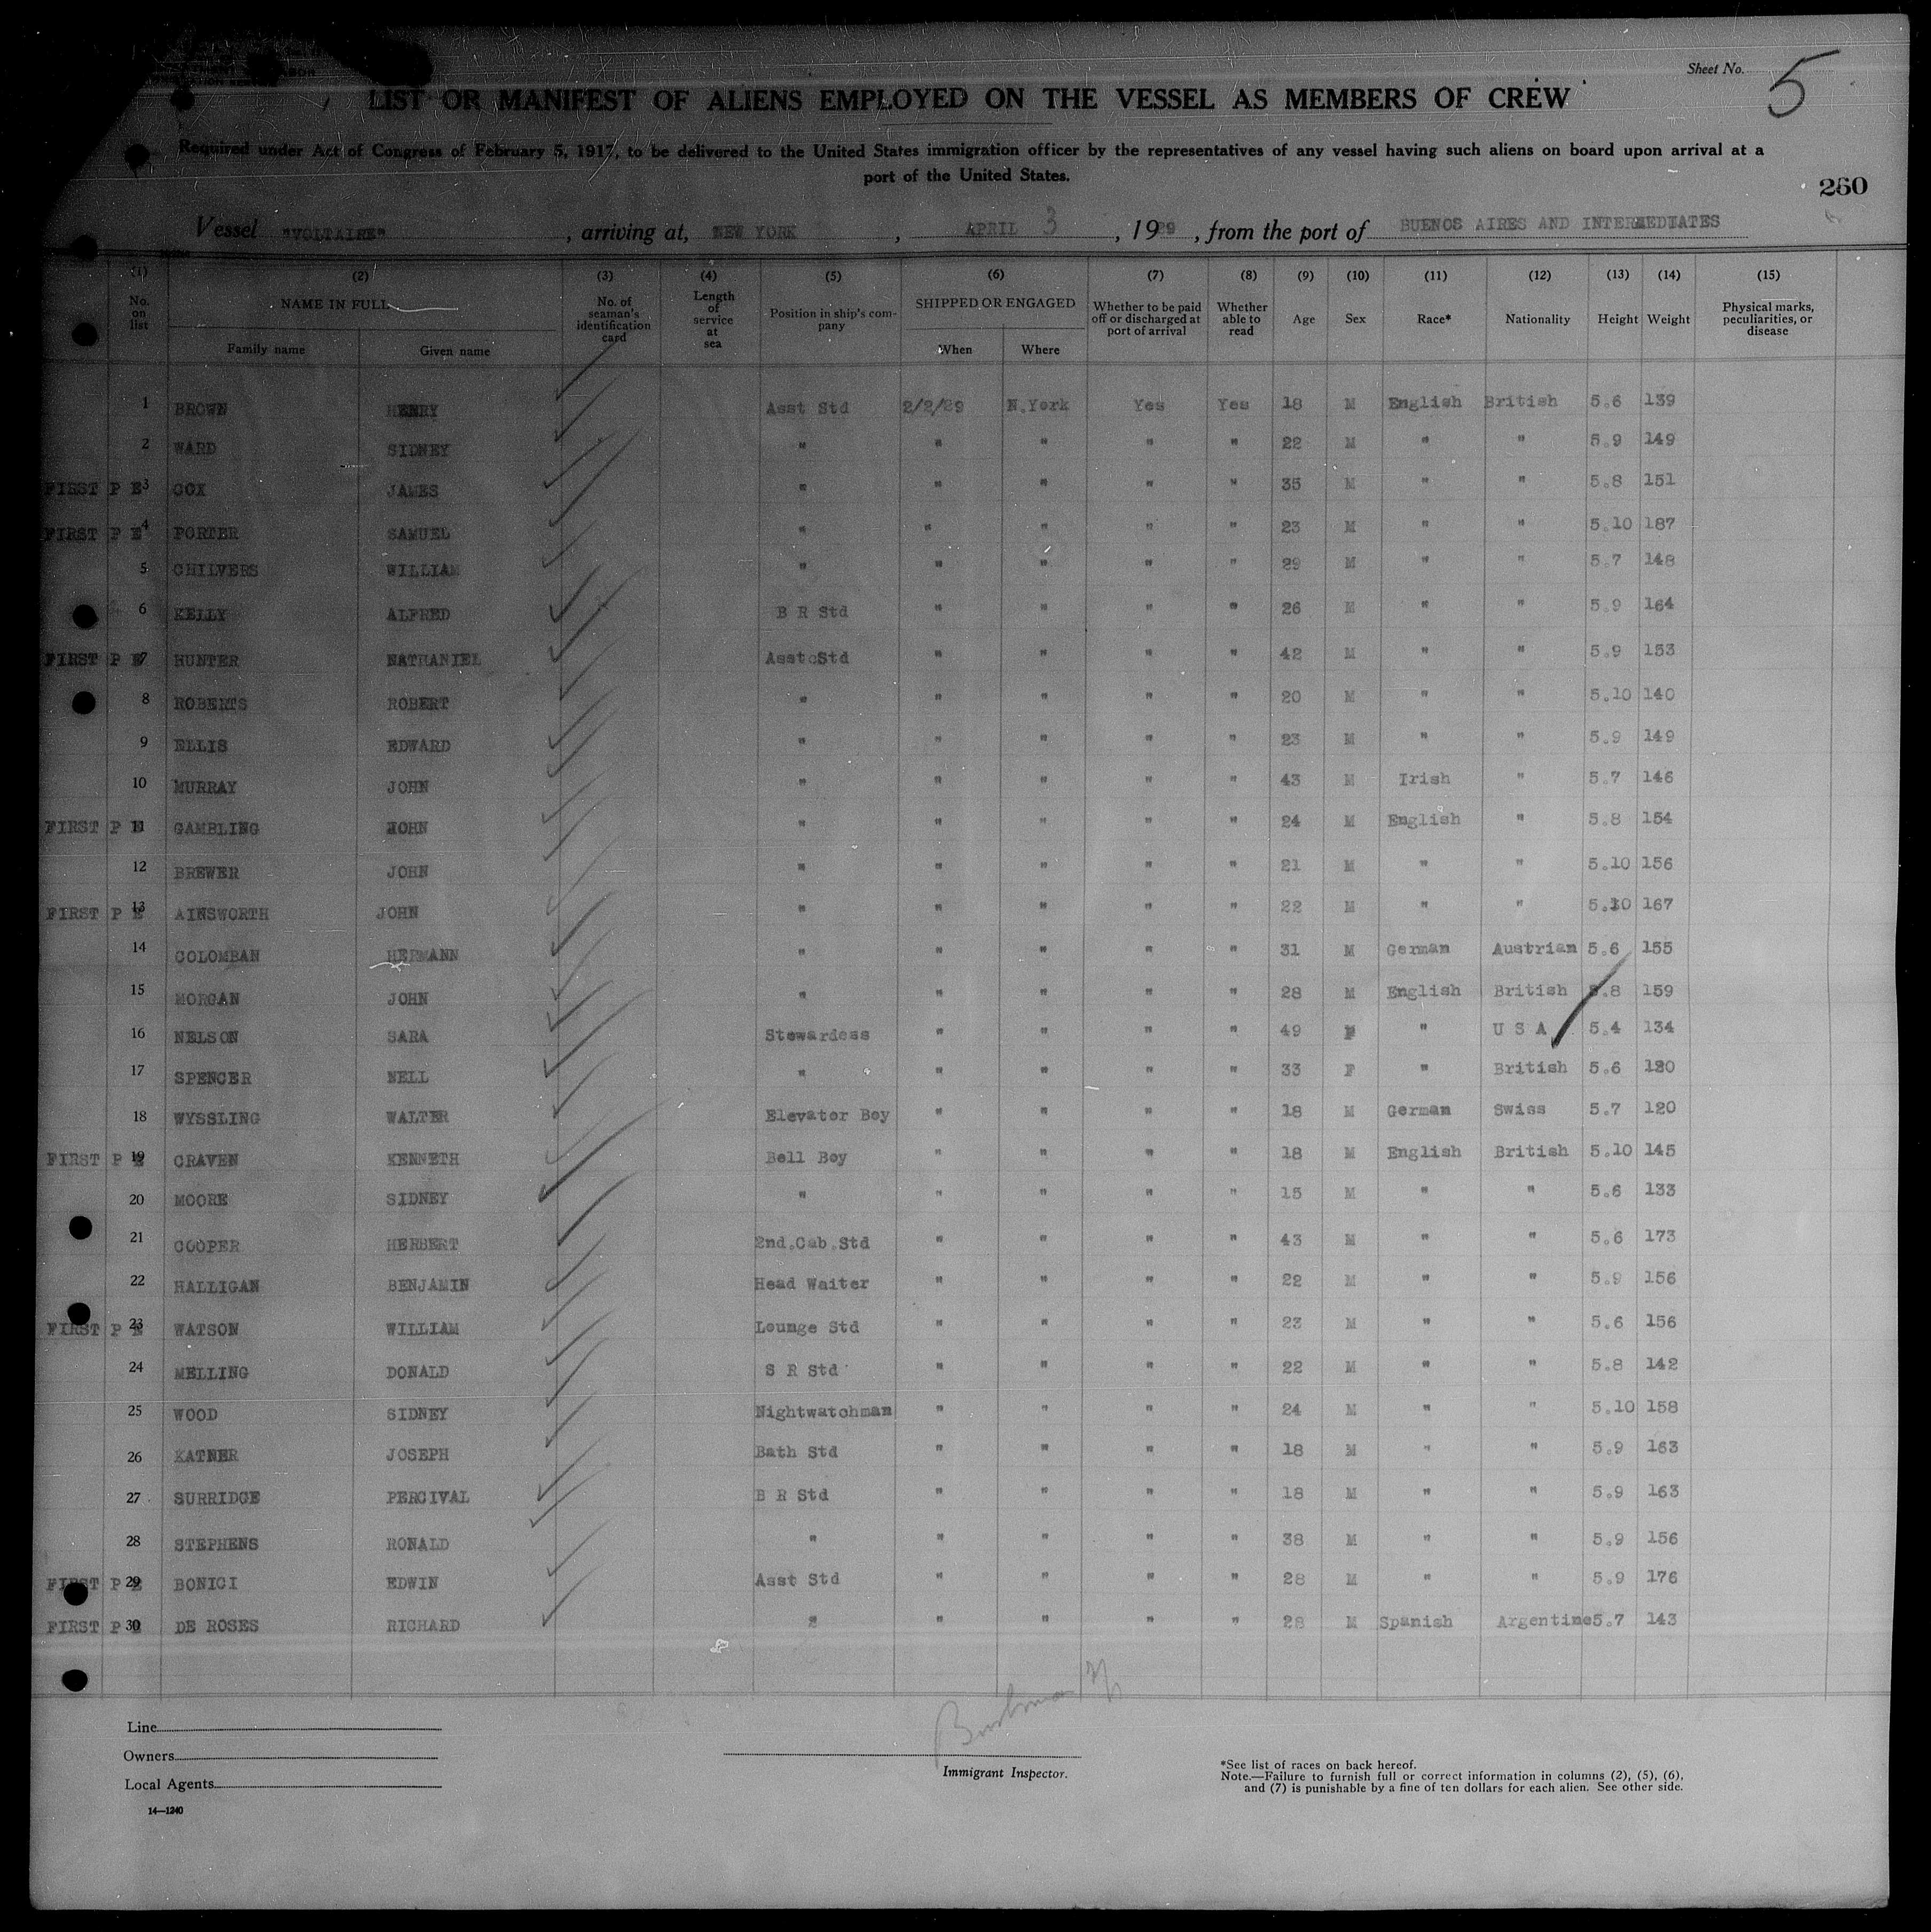 Sheet No. 5
LIST OR MANIFEST OF ALIENS EMPLOYED ON THE VESSEL AS MEMBERS OF CREW
Required under Act of Congress of February 5, 1917, to be delivered to the United States immigration officer by the representatives of any vessel having such aliens on board upon arrival at a
port of the United States.
260
Vessel "VOLTAIRE", arriving at, NEW YORK, APRIL 3, 1929, from the port of BUENOS AIRES AND INTERMEDIATES
(1) (2) (3) (4) (5) (6) (7) (8) (9) (10) (11) (12) (13) (14) (15)
No. on list NAME IN FULL Family name Given name No. of seaman's identification card Length of service at sea Position in ship's company SHIPPED OR ENGAGED When Where Whether to be paid off or discharged at port of arrival Whether able to read Age Sex Race* Nationality Height Weight Physical marks, peculiarities, or disease
1 BROWN HENRY Asst Std 2/2/29 N.York Yes Yes 18 M English British 5.6 139
2 WARD SIDNEY " " " " " 22 M " " 5.9 149
FIRST P E 3 COX JAMES " " " " " 35 M " " 5.8 151
FIRST P E 4 PORTER SAMUEL " " " " " 23 M " " 5.10 187
5 CHILVERS WILLIAM " " " " " 29 M " " 5.7 148
6 KELLY ALFRED B R Std " " " " 26 M " " 5.9 164
FIRST P E 7 HUNTER NATHANIEL Asst Std " " " " 42 M " " 5.9 153
8 ROBERTS ROBERT " " " " " 20 M " " 5.10 140
9 ELLIS EDWARD " " " " " 23 M " " 5.9 149
10 MURRAY JOHN " " " " " 43 M Irish " 5.7 146
FIRST P E 11 GAMBLING JOHN " " " " " 24 M English " 5.8 154
12 BREWER JOHN " " " " " 21 M " " 5.10 156
FIRST P E 13 AINSWORTH JOHN " " " " " 22 M " " 5.10 167
14 COLOMBAN HERMANN " " " " " 31 M German Austrian 5.6 155
15 MORGAN JOHN " " " " " 28 M English British 5.8 159
16 NELSON SARA Stewardess " " " " 49 F " U S A 5.4 134
17 SPENCER NELL " " " " " 33 F " British 5.6 120
18 WYSSLING WALTER Elevator Boy " " " " 18 M German Swiss 5.7 120
FIRST P E 19 CRAVEN KENNETH Bell Boy " " " " 18 M English British 5.10 145
20 MOORE SIDNEY " " " " " 15 M " " 5.6 133
21 COOPER HERBERT 2nd.Cab.Std " " " " 43 M " " 5.6 173
22 HALLIGAN BENJAMIN Head Waiter " " " " 22 M " " 5.9 156
FIRST P E 23 WATSON WILLIAM Lounge Std " " " " 23 M " " 5.6 156
24 MELLING DONALD S R Std " " " " 22 M " " 5.8 142
25 WOOD SIDNEY Nightwatchman " " " " 24 M " " 5.10 158
26 KATNER JOSEPH Bath Std " " " " 18 M " " 5.9 163
27 SURRIDGE PERCIVAL B R Std " " " " 18 M " " 5.9 163
28 STEPHENS RONALD " " " " " 38 M " " 5.9 156
FIRST P E 29 BONICI EDWIN Asst Std " " " " 28 M " " 5.9 176
FIRST P E 30 DE ROSES RICHARD " " " " " 28 M Spanish Argentine 5.7 143
Line
Owners
Local Agents
14—1240
Immigrant Inspector.
*See list of races on back hereof.
Note.—Failure to furnish full or correct information in columns (2), (5), (6),
and (7) is punishable by a fine of ten dollars for each alien. See other side.